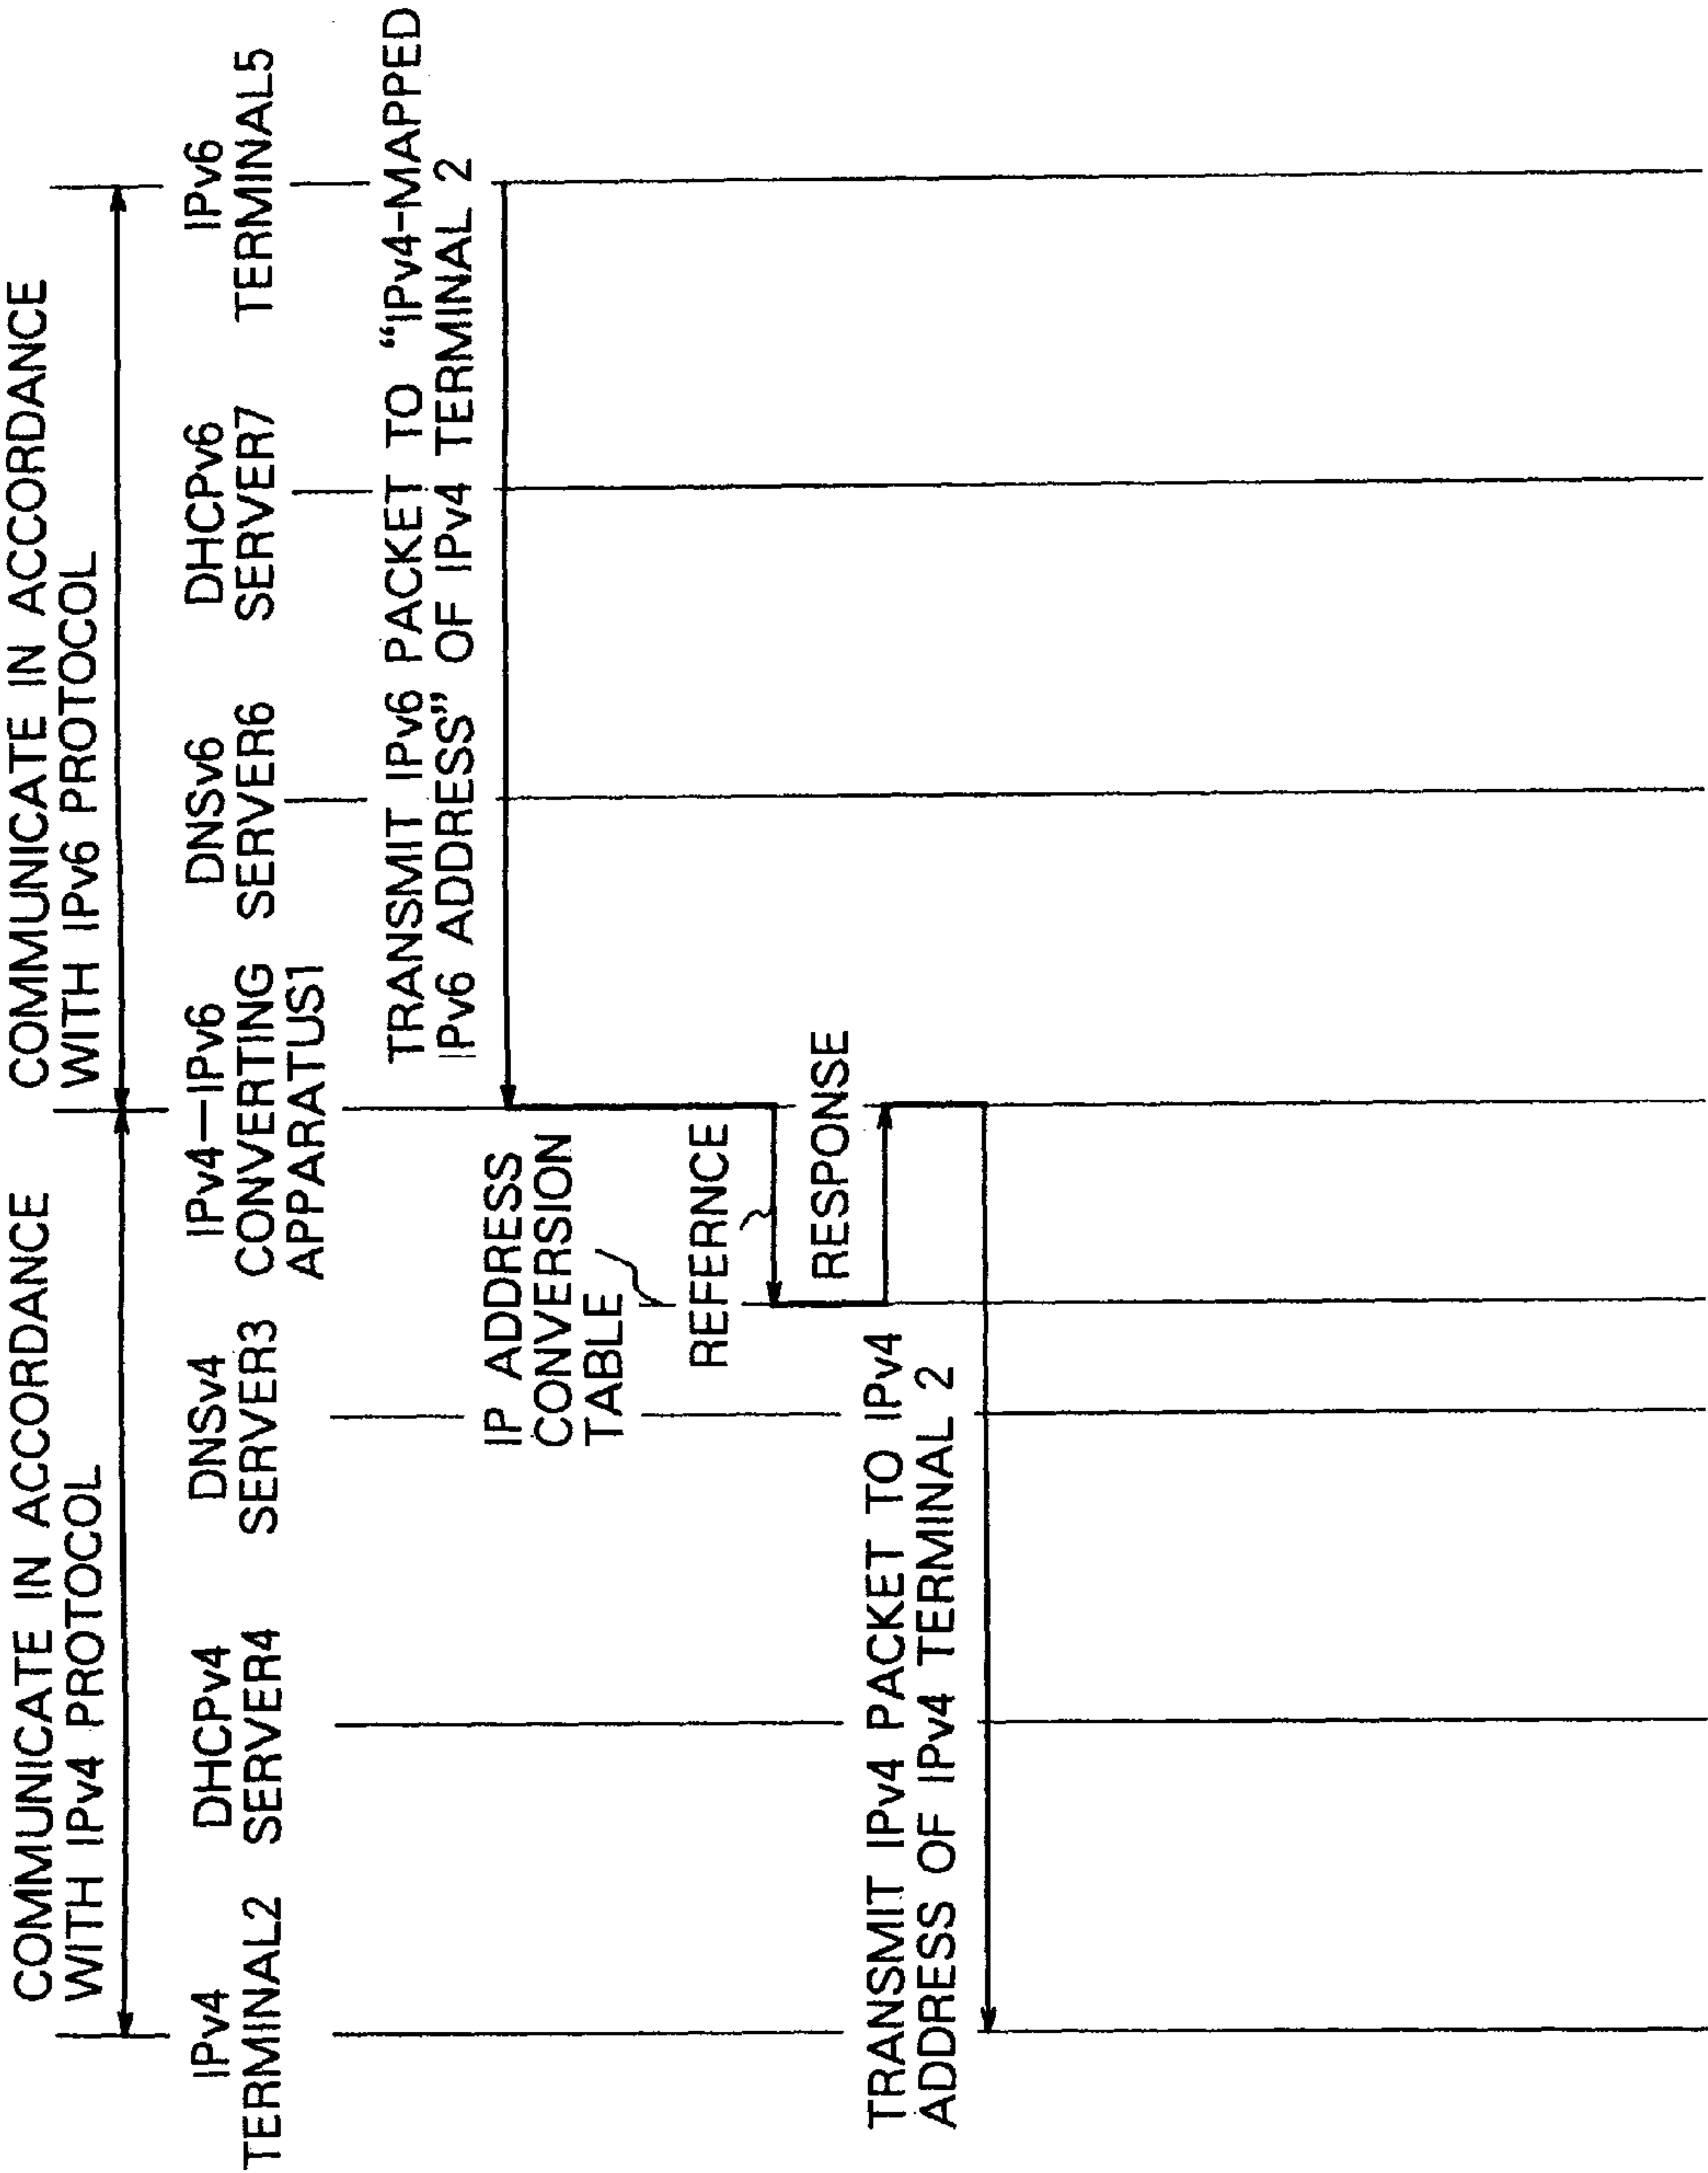 COMMUNICATE IN ACCORDANCE
WITH IPv4 PROTOCOL
COMMUNICATE IN ACCORDANCE
WITH IPv6 PROTOCOL
IPv4
TERMINAL2
DHCPv4
SERVER4
DNSv4
SERVER3
IPv4-IPv6
CONVERTING
APPARATUS1
DNSv6
SERVER6
DHCPv6
SERVER7
IPv6
TERMINAL5
TRANSMIT IPv6 PACKET TO “IPv4-MAPPED
IPv6 ADDRESS” OF IPv4 TERMINAL 2
IP ADDRESS
CONVERSION
TABLE
REFERNCE
RESPONSE
TRANSMIT IPv4 PACKET TO IPv4
ADDRESS OF IPv4 TERMINAL 2